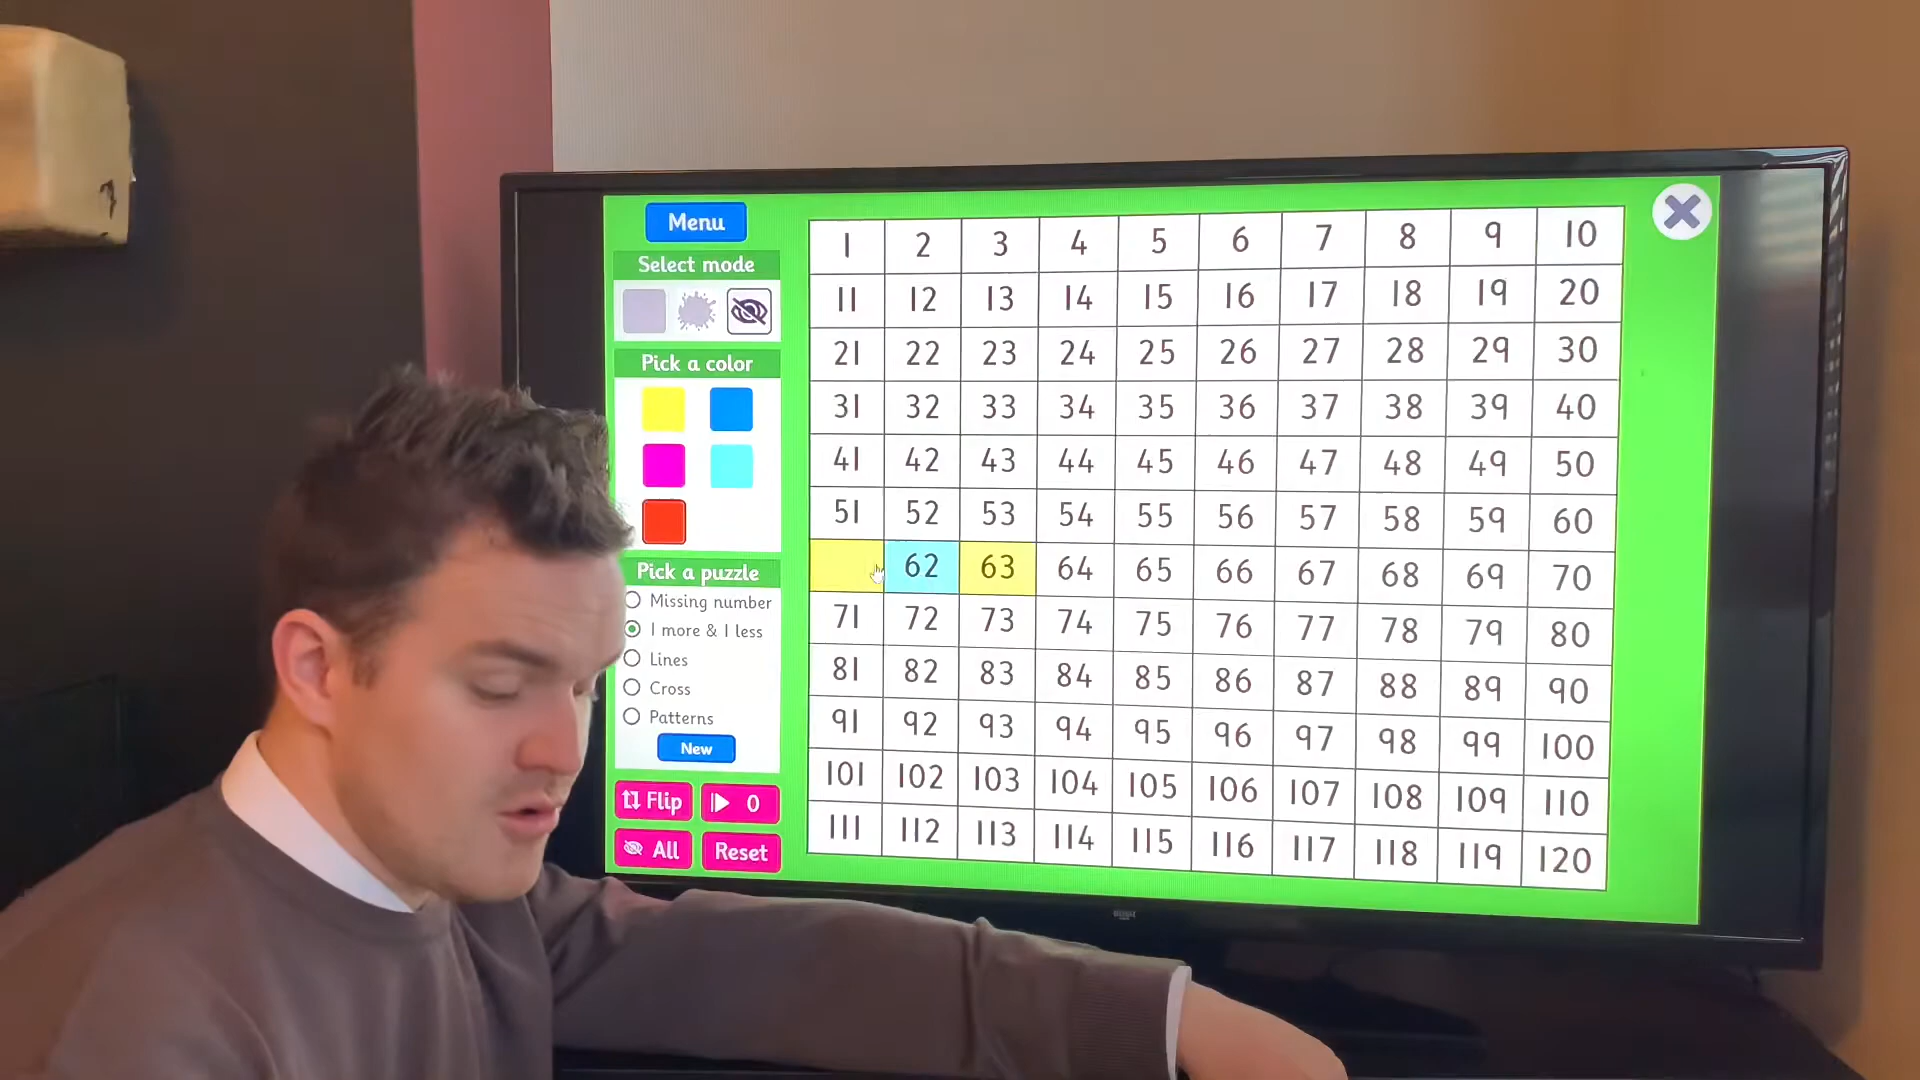 Menu
Select mode
Pick a color
Pick a puzzle
Missing number
1 more & 1 less
Lines
Cross
Patterns
New
Flip
0
All
Reset
1 2 3 4 5 6 7 8 9 10
11 12 13 14 15 16 17 18 19 20
21 22 23 24 25 26 27 28 29 30
31 32 33 34 35 36 37 38 39 40
41 42 43 44 45 46 47 48 49 50
51 52 53 54 55 56 57 58 59 60
62 63 64 65 66 67 68 69 70
71 72 73 74 75 76 77 78 79 80
81 82 83 84 85 86 87 88 89 90
91 92 93 94 95 96 97 98 99 100
101 102 103 104 105 106 107 108 109 110
111 112 113 114 115 116 117 118 119 120